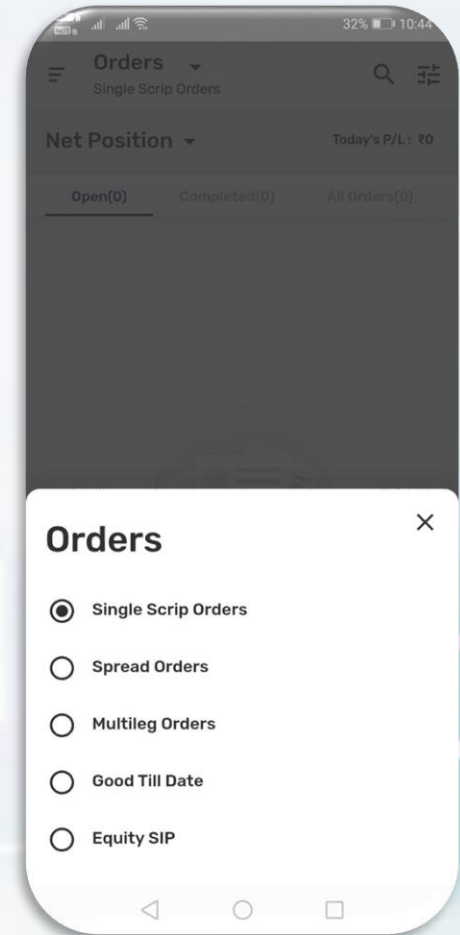 32% 10:44
Orders
Single Scrip Orders
Net Position
Today's P/L : ₹0
Open(0) Completed(0) All Orders(0)
Orders
Single Scrip Orders
Spread Orders
Multileg Orders
Good Till Date
Equity SIP